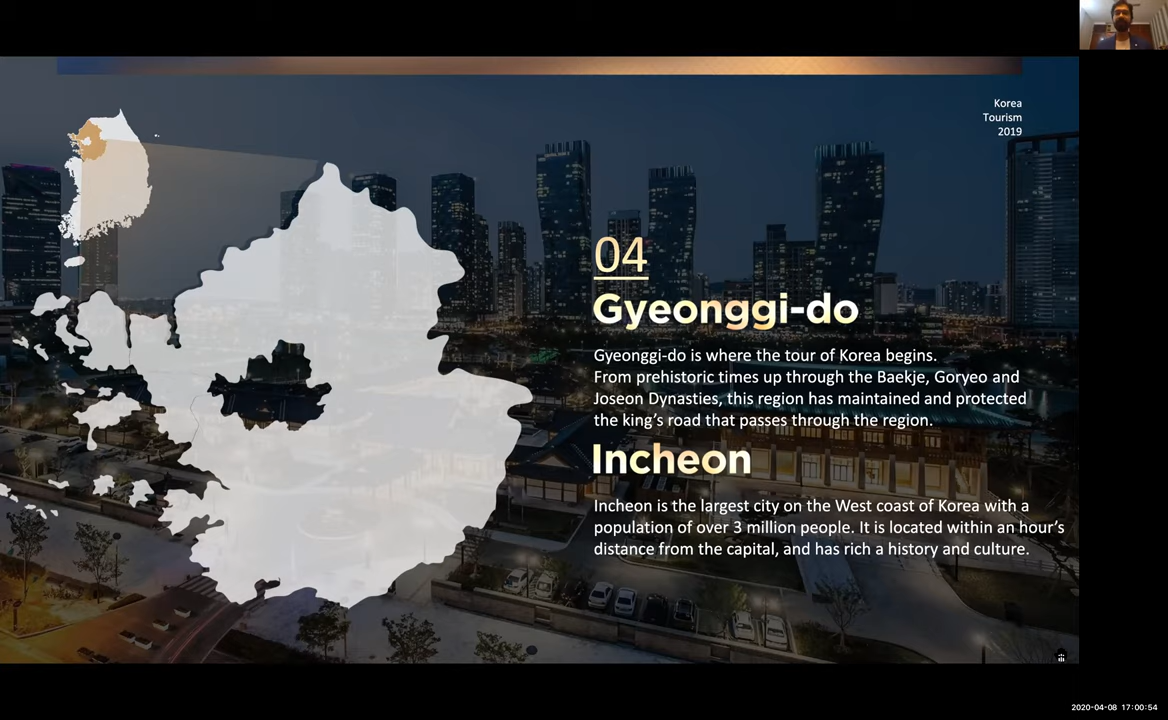 Korea
Tourism
2019
04
Gyeonggi-do
Gyeonggi-do is where the tour of Korea begins.
From prehistoric times up through the Baekje, Goryeo and
Joseon Dynasties, this region has maintained and protected
the king's road that passes through the region.
Incheon
Incheon is the largest city on the West coast of Korea with a
population of over 3 million people. It is located within an hour's
distance from the capital, and has rich a history and culture.
2020-04-08 17:00:54